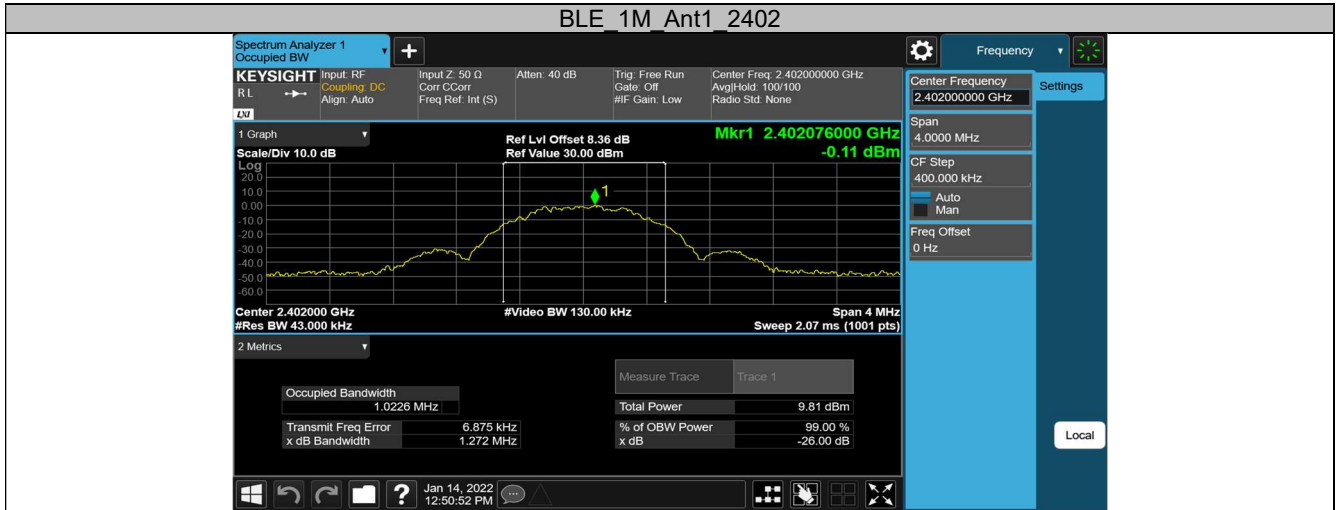 BLE_1M_Ant1_2402
Spectrum Analyzer 1
Occupied BW
+
Frequency
KEYSIGHT
RL
LXI
Input: RF
Coupling: DC
Align: Auto
Input Z: 50 Ω
Corr CCorr
Freq Ref: Int (S)
Atten: 40 dB
Trig: Free Run
Gate: Off
#IF Gain: Low
Center Freq: 2.402000000 GHz
Avg|Hold: 100/100
Radio Std: None
Center Frequency
2.402000000 GHz
Settings
Span
4.0000 MHz
CF Step
400.000 kHz
Auto
Man
Freq Offset
0 Hz
Local
1 Graph
Scale/Div 10.0 dB
Ref Lvl Offset 8.36 dB
Ref Value 30.00 dBm
Mkr1 2.402076000 GHz
-0.11 dBm
Log
20.0
10.0
0.00
-10.0
-20.0
-30.0
-40.0
-50.0
-60.0
1
Center 2.402000 GHz
#Res BW 43.000 kHz
#Video BW 130.00 kHz
Span 4 MHz
Sweep 2.07 ms (1001 pts)
2 Metrics
Measure Trace Trace 1
Occupied Bandwidth
1.0226 MHz
Total Power 9.81 dBm
Transmit Freq Error 6.875 kHz
% of OBW Power 99.00 %
x dB Bandwidth 1.272 MHz
x dB -26.00 dB
?
Jan 14, 2022
12:50:52 PM